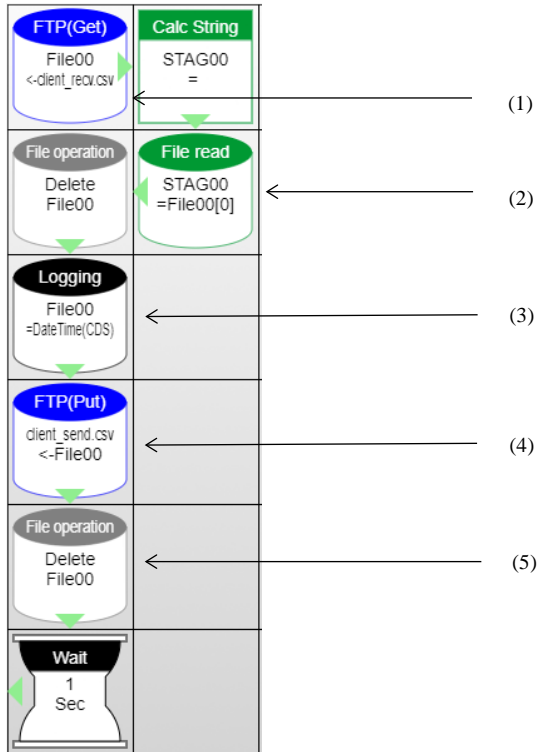 FTP(Get)
File00
<-client_recv.csv
Calc String
STAG00
=
(1)
File operation
Delete
File00
File read
STAG00
=File00[0]
(2)
Logging
File00
=DateTime(CDS)
(3)
FTP(Put)
client_send.csv
<-File00
(4)
File operation
Delete
File00
(5)
Wait
1
Sec